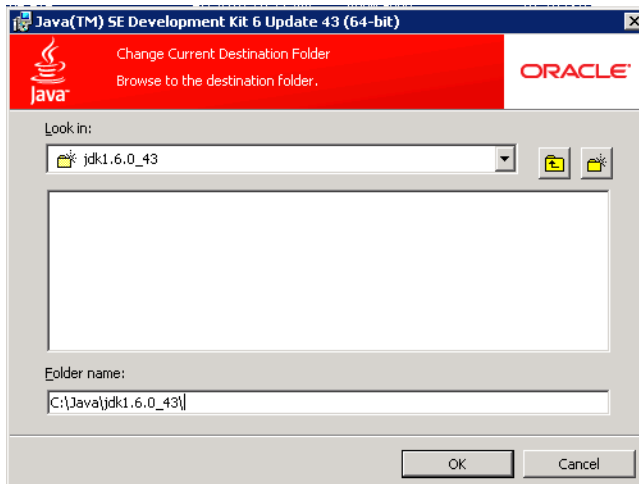 Java(TM) SE Development Kit 6 Update 43 (64-bit)
Change Current Destination Folder
Browse to the destination folder.
Java
ORACLE
Look in:
jdk1.6.0_43
Folder name:
C:\Java\jdk1.6.0_43\
OK
Cancel